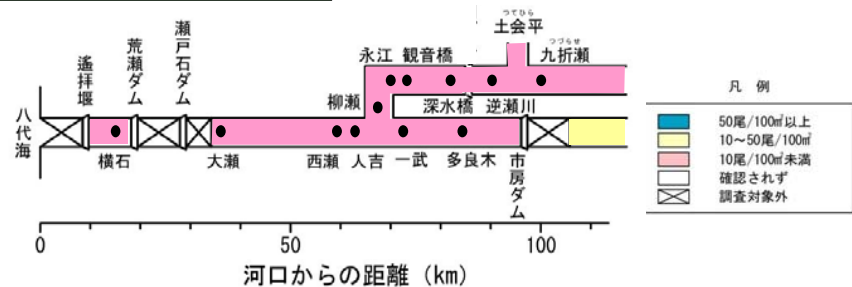 つてひら
土会平
つづらせ
九折瀬
永江 観音橋
瀬戸石ダム
荒瀬ダム
遙拝堰
柳瀬
深水橋 逆瀬川
八代海
横石
大瀬
西瀬
人吉
一武
多良木
市房ダム
0
50
100
河口からの距離（km）
凡 例
50尾/100㎡以上
10～50尾/100㎡
10尾/100㎡未満
確認されず
調査対象外